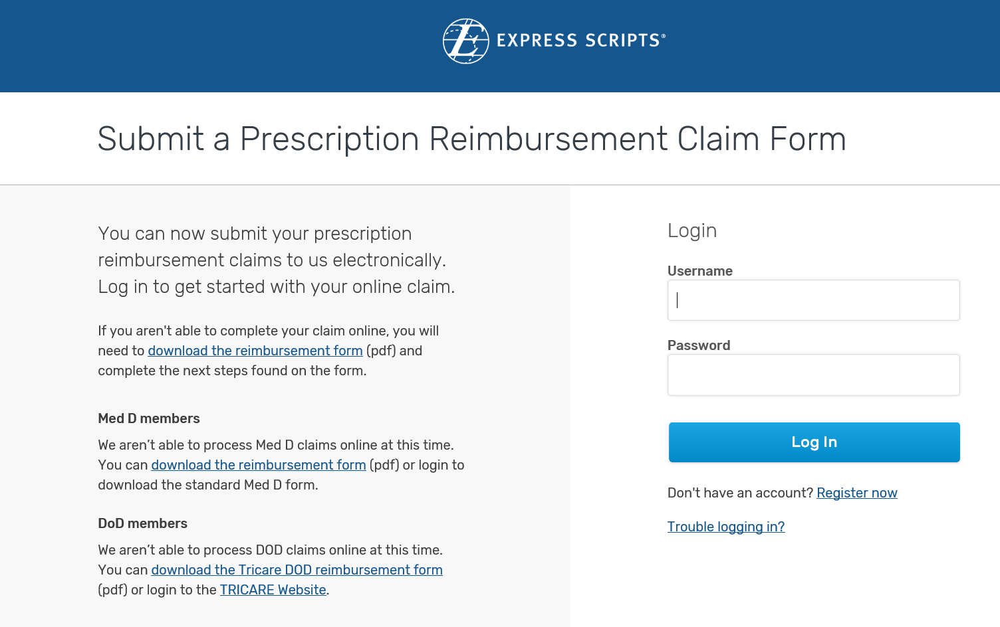 EXPRESS SCRIPTS®
Submit a Prescription Reimbursement Claim Form
You can now submit your prescription
reimbursement claims to us electronically.
Log in to get started with your online claim.
If you aren't able to complete your claim online, you will
need to download the reimbursement form (pdf) and
complete the next steps found on the form.
Med D members
We aren’t able to process Med D claims online at this time.
You can download the reimbursement form (pdf) or login to
download the standard Med D form.
DoD members
We aren’t able to process DOD claims online at this time.
You can download the Tricare DOD reimbursement form
(pdf) or login to the TRICARE Website.
Login
Username
Password
Log In
Don't have an account? Register now
Trouble logging in?